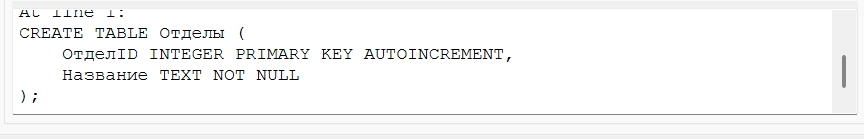 At line 1:
CREATE TABLE Отделы (
    ОтделID INTEGER PRIMARY KEY AUTOINCREMENT,
    Название TEXT NOT NULL
);